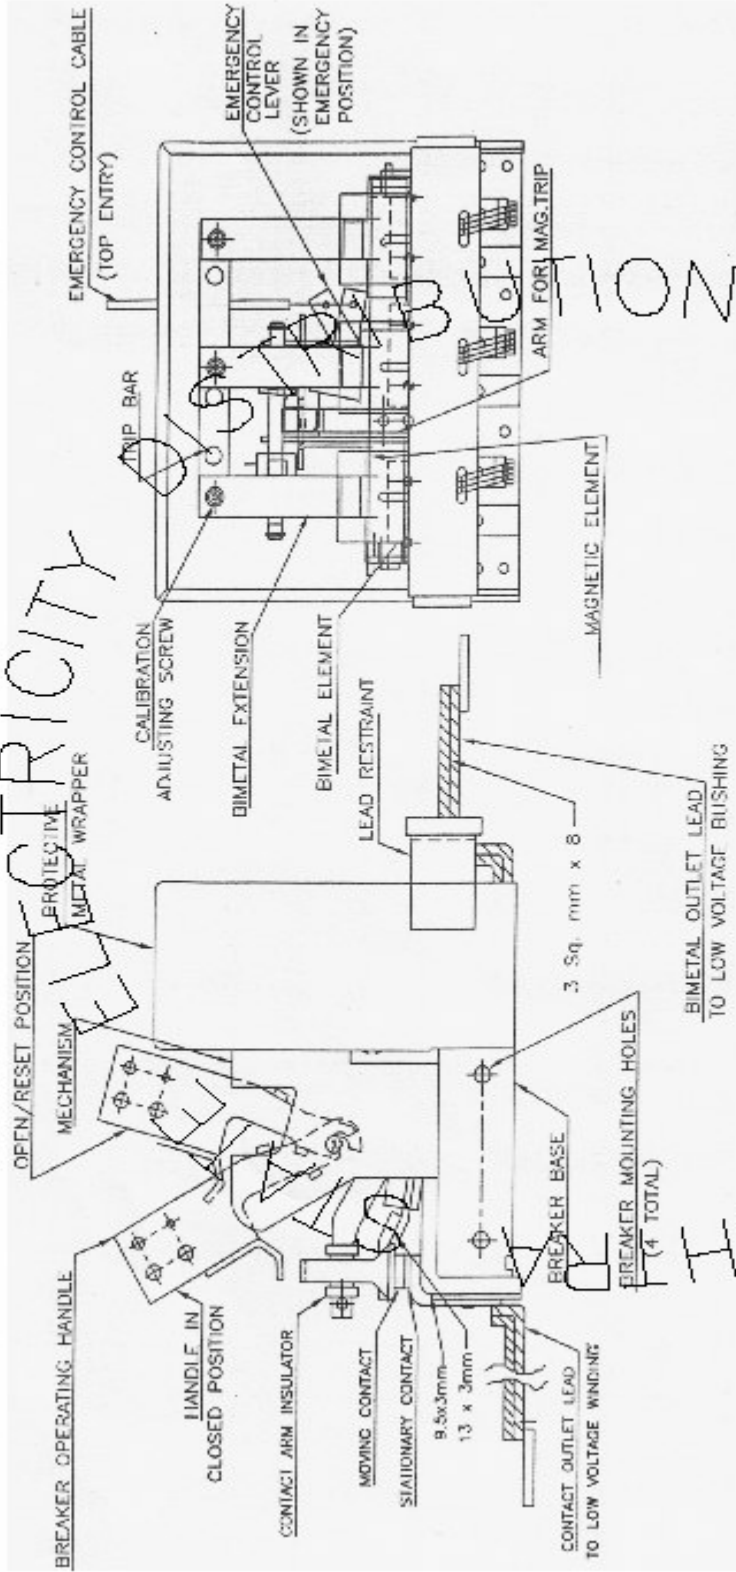 EMERGENCY CONTROL CABLE
(TOP ENTRY)
EMERGENCY
CONTROL
LEVER
(SHOWN IN
EMERGENCY
POSITION)
TRIP BAR
CALIBRATION
ADJUSTING SCREW
BIMETAL EXTENSION
BIMETAL ELEMENT
MAGNETIC ELEMENT
ARM FOR MAG.TRIP
OPEN/RESET POSITION
PROTECTIVE
METAL WRAPPER
MECHANISM
LEAD RESTRAINT
3 Sq. mm x 8
BIMETAL OUTLET LEAD
TO LOW VOLTAGE BUSHING
BREAKER OPERATING HANDLE
HANDLE IN
CLOSED POSITION
CONTACT ARM INSULATOR
MOVING CONTACT
STATIONARY CONTACT
9.5x3mm
13 x 3mm
CONTACT OUTLET LEAD
TO LOW VOLTAGE WINDING
BREAKER BASE
BREAKER MOUNTING HOLES
(4 TOTAL)
ELECTRICITY